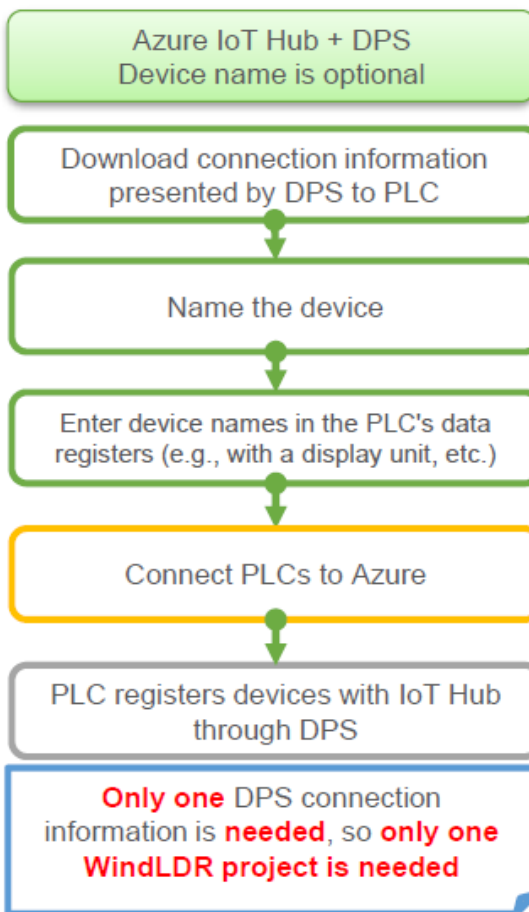 Azure IoT Hub + DPS
Device name is optional
Download connection information
presented by DPS to PLC
Name the device
Enter device names in the PLC's data
registers (e.g., with a display unit, etc.)
Connect PLCs to Azure
PLC registers devices with IoT Hub
through DPS
Only one DPS connection
information is needed, so only one
WindLDR project is needed